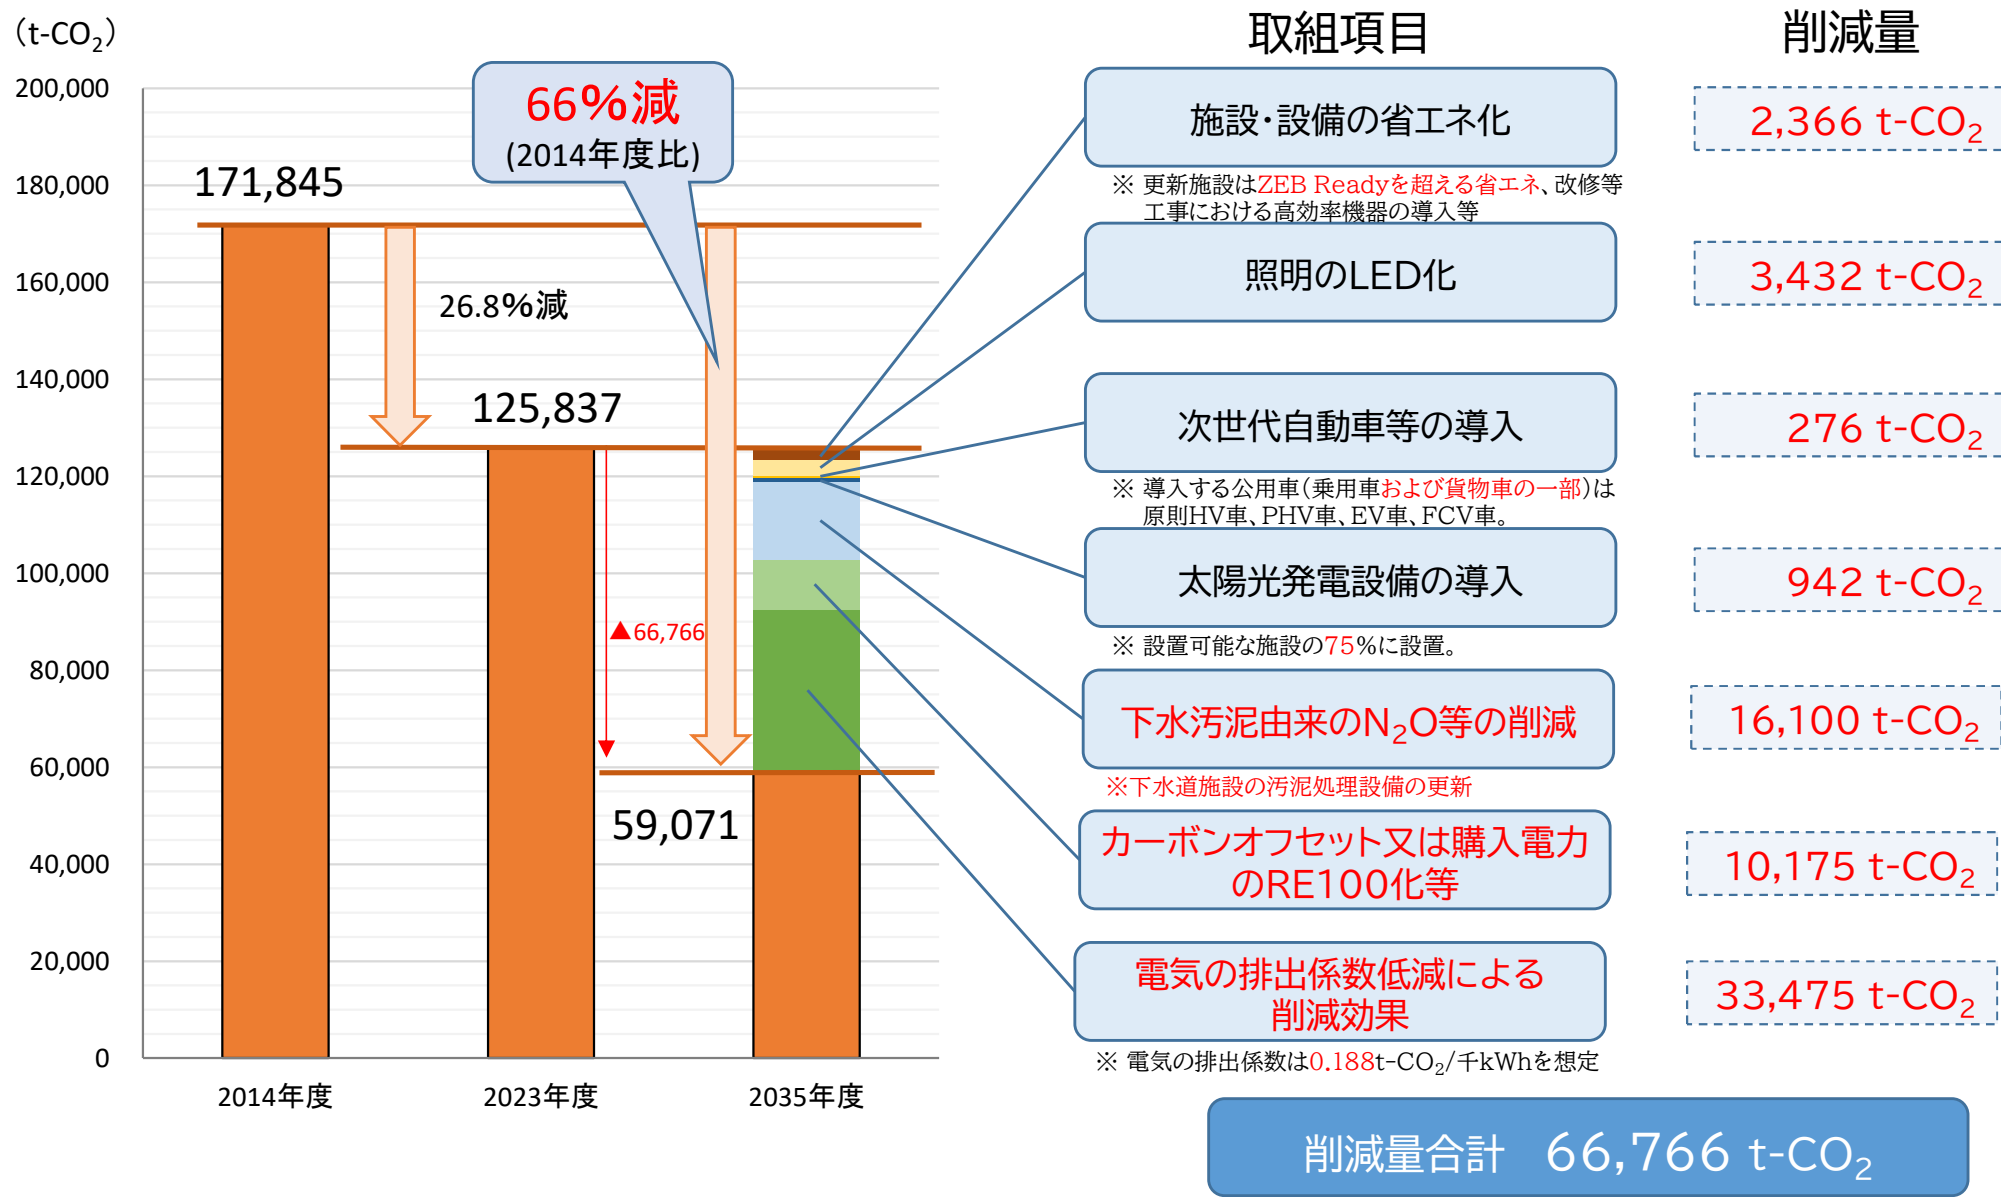 （t-CO₂）
200,000
180,000
160,000
140,000
120,000
100,000
80,000
60,000
40,000
20,000
0
2014年度
2023年度
2035年度
171,845
125,837
59,071
26.8%減
66%減
(2014年度比)
▲66,766
取組項目
削減量
施設・設備の省エネ化
2,366 t-CO₂
※ 更新施設はZEB Readyを超える省エネ、改修等
工事における高効率機器の導入等
照明のLED化
3,432 t-CO₂
次世代自動車等の導入
276 t-CO₂
※ 導入する公用車（乗用車および貨物車の一部）は
原則HV車、PHV車、EV車、FCV車。
太陽光発電設備の導入
942 t-CO₂
※ 設置可能な施設の75%に設置。
下水汚泥由来のN₂O等の削減
16,100 t-CO₂
※下水道施設の汚泥処理設備の更新
カーボンオフセット又は購入電力
のRE100化等
10,175 t-CO₂
電気の排出係数低減による
削減効果
33,475 t-CO₂
※ 電気の排出係数は0.188t-CO₂/千kWhを想定
削減量合計 66,766 t-CO₂